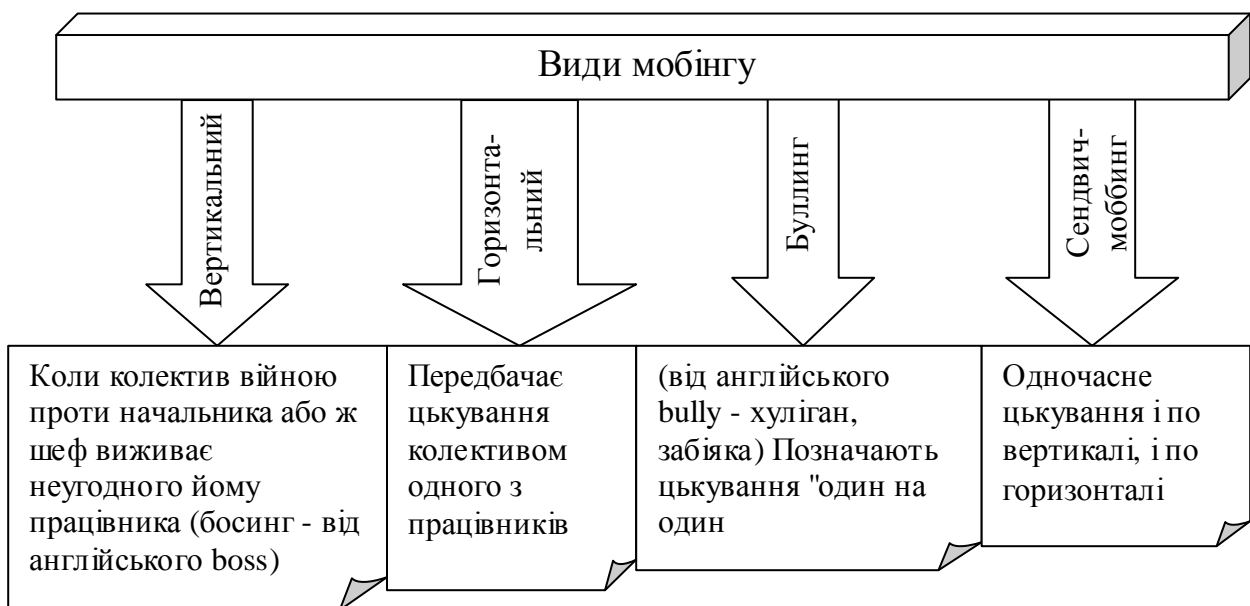 Види мобінгу
Вертикальний
Горизонта-
льний
Буллинг
Сендвич-
моббинг
Коли колектив війною
проти начальника або ж
шеф виживає
неугодного йому
працівника (босинг - від
англійського boss)
Передбачає
цькування
колективом
одного з
працівників
(від англійського
bully - хуліган,
забіяка) Позначають
цькування "один на
один
Одночасне
цькування і по
вертикалі, і по
горизонталі